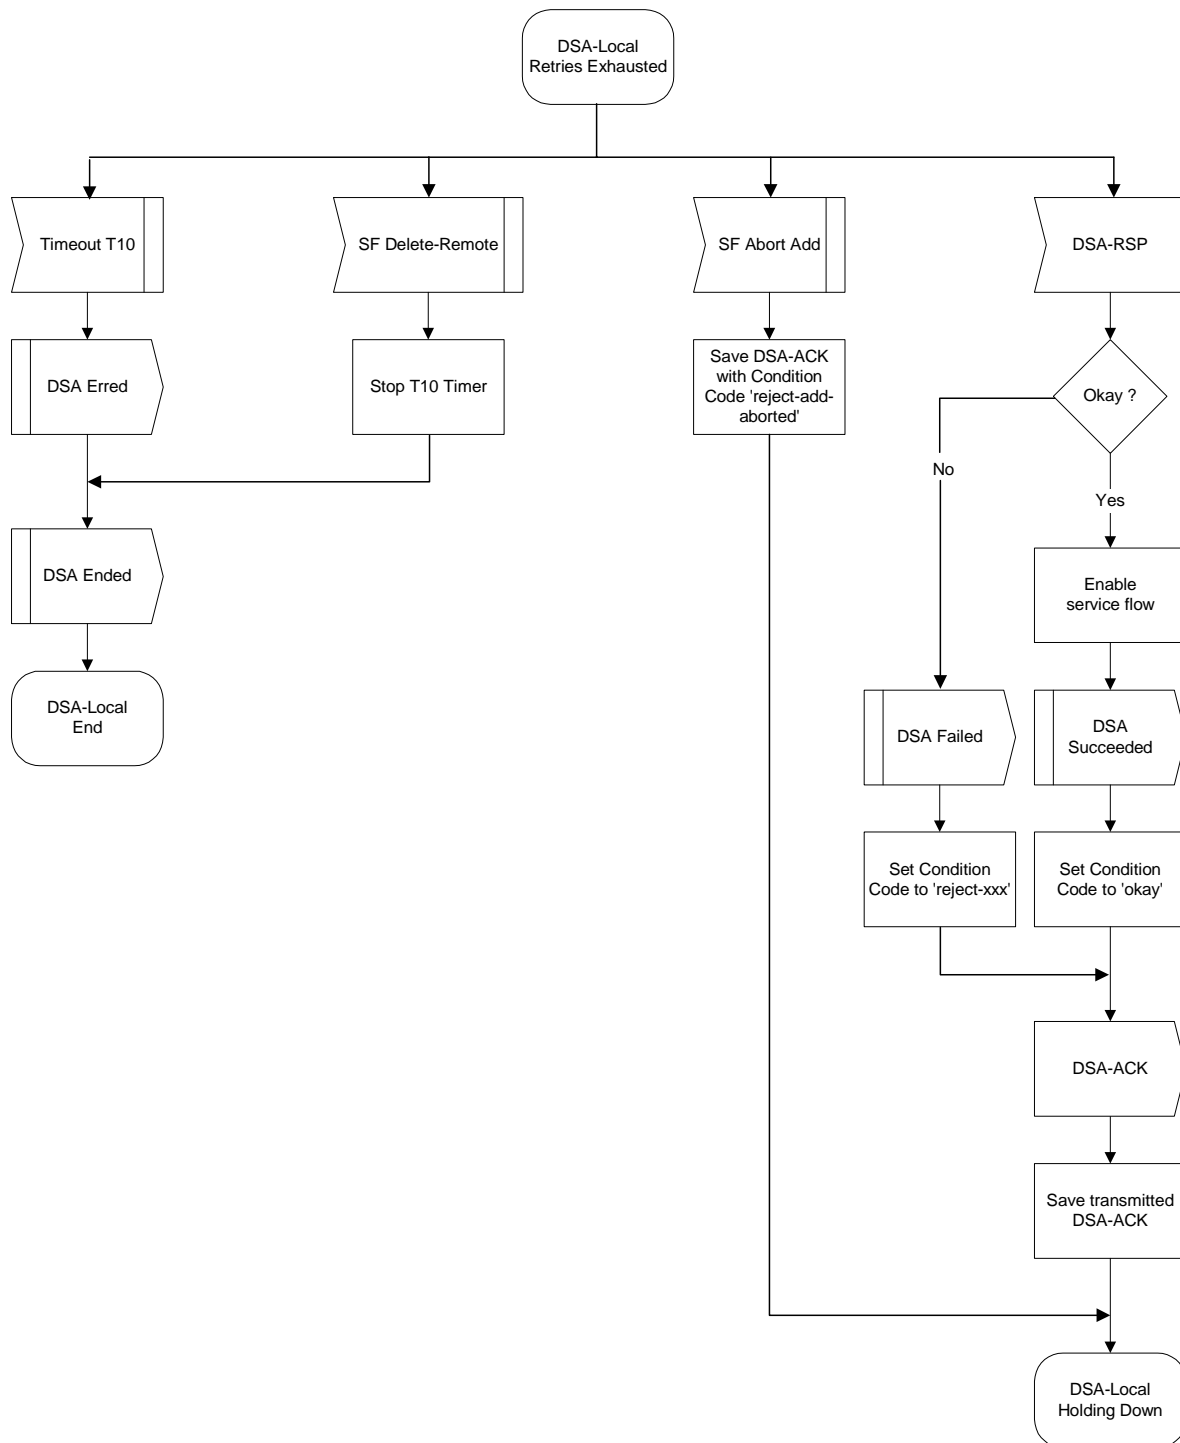 DSA-Local
Retries Exhausted
Timeout T10
SF Delete-Remote
SF Abort Add
DSA-RSP
DSA Erred
Stop T10 Timer
Save DSA-ACK
with Condition
Code 'reject-add-
aborted'
Okay ?
No
Yes
DSA Ended
Enable
service flow
DSA-Local
End
DSA Failed
DSA
Succeeded
Set Condition
Code to 'reject-xxx'
Set Condition
Code to 'okay'
DSA-ACK
Save transmitted
DSA-ACK
DSA-Local
Holding Down